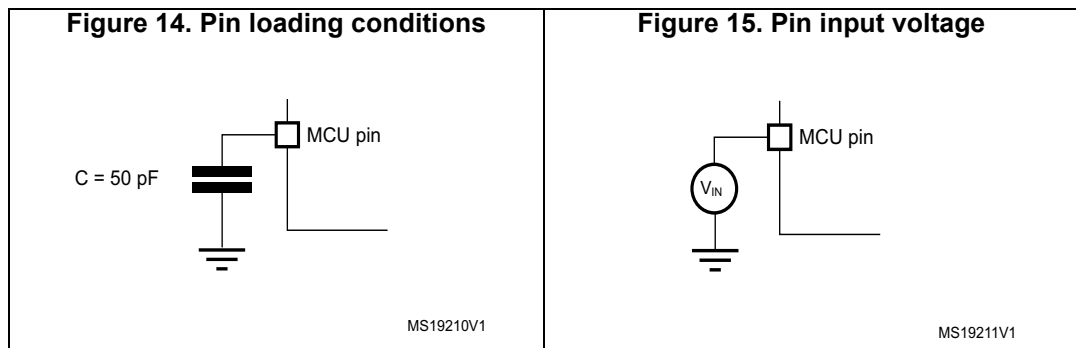 Figure 14. Pin loading conditions
MCU pin
C = 50 pF
MS19210V1
Figure 15. Pin input voltage
MCU pin
VIN
MS19211V1